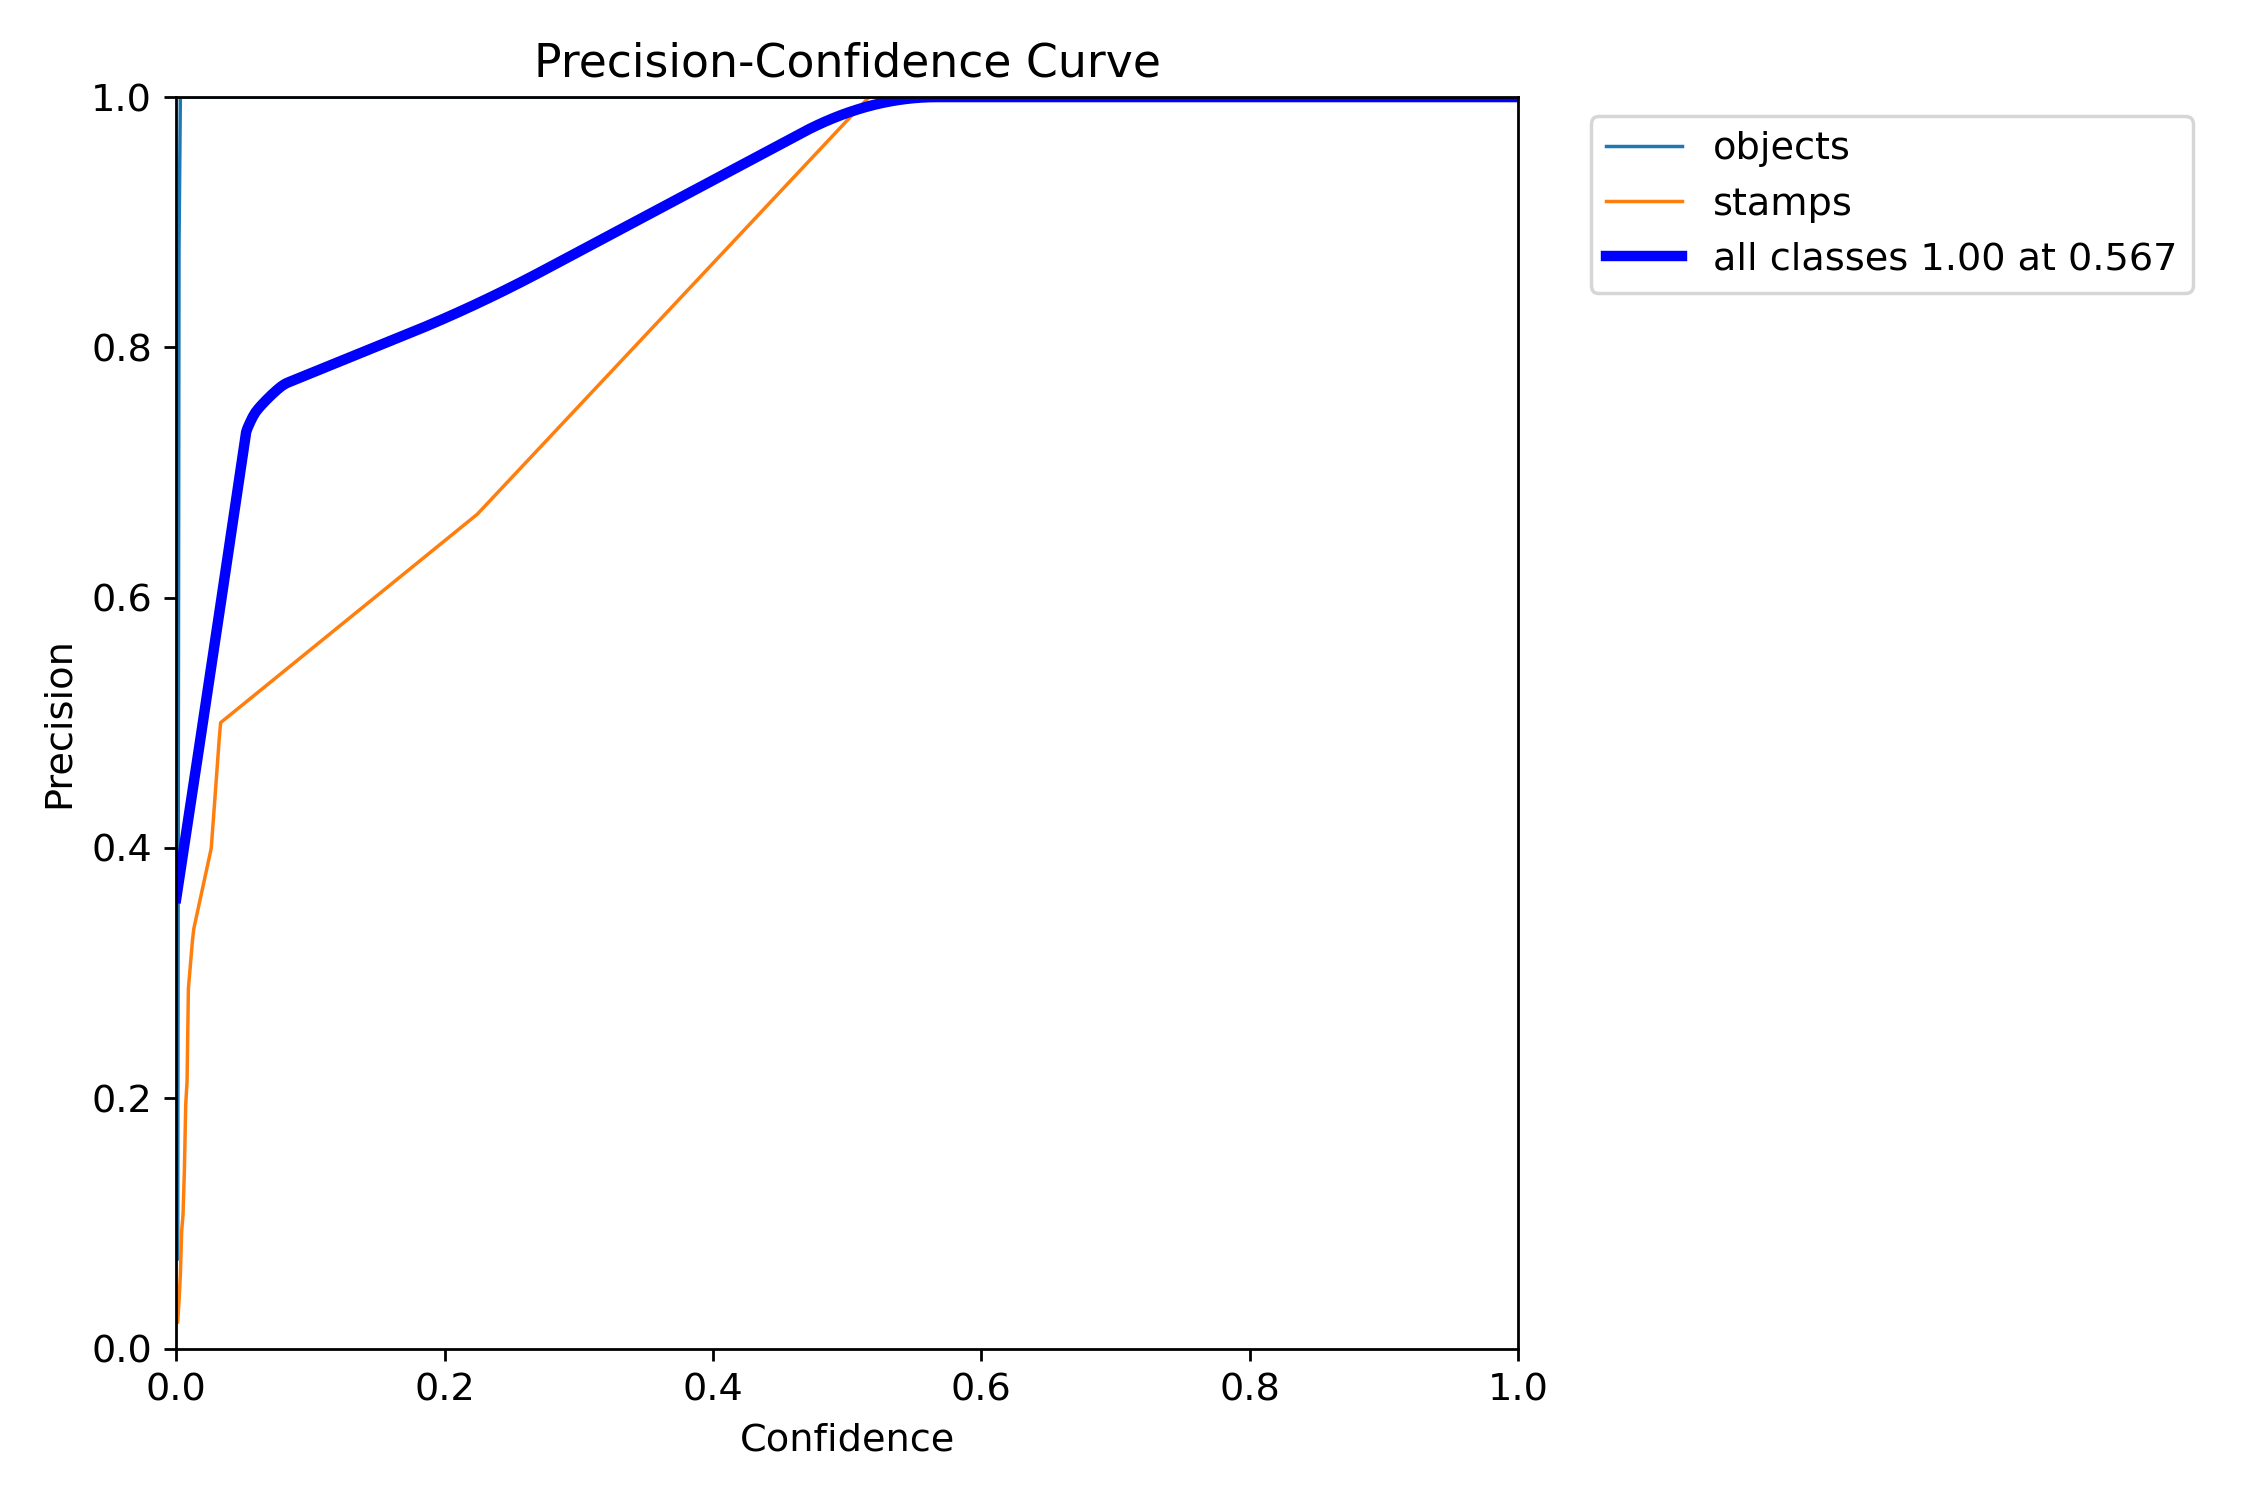 Precision-Confidence Curve
1.0
0.8
0.6
0.4
0.2
0.0
Precision
0.0 0.2 0.4 0.6 0.8 1.0
Confidence
objects
stamps
all classes 1.00 at 0.567